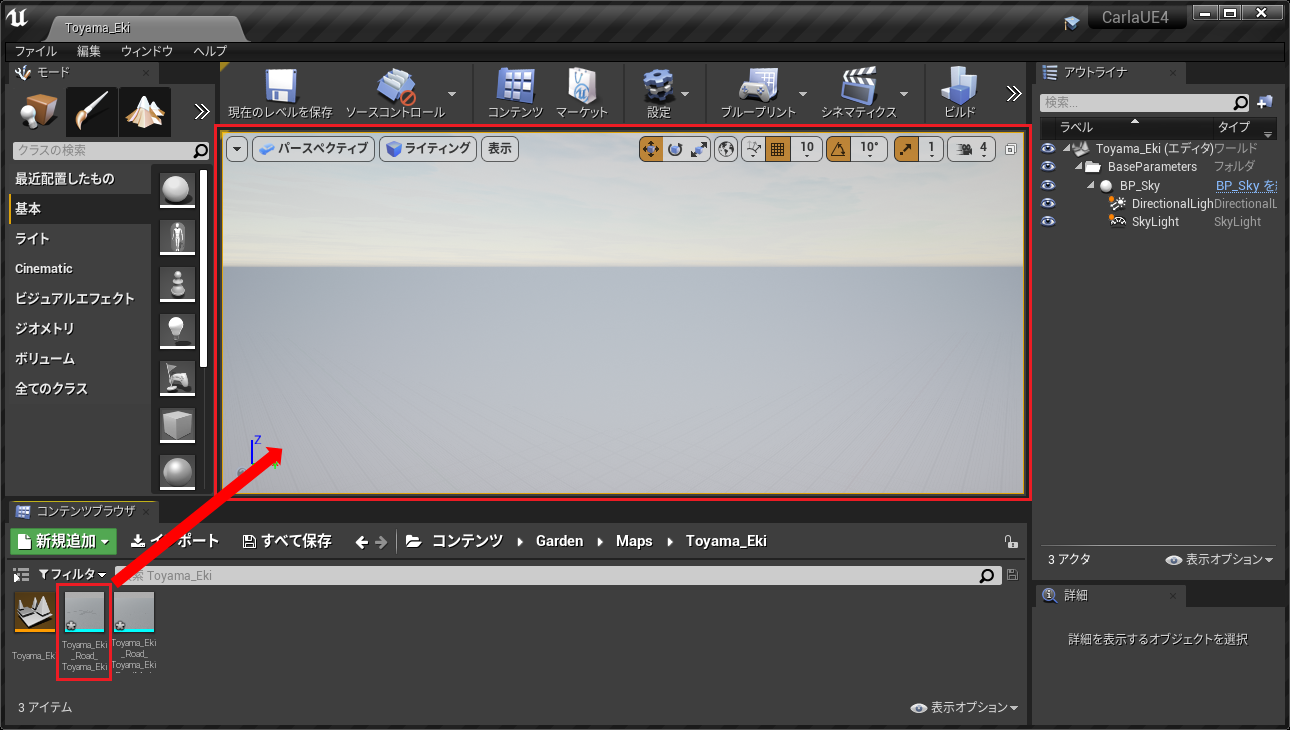 Toyama_Eki
CarlaUE4
ファイル 編集 ウィンドウ ヘルプ
モード
クラスの検索
最近配置したもの
基本
ライト
Cinematic
ビジュアルエフェクト
ジオメトリ
ボリューム
全てのクラス
現在のレベルを保存 ソースコントロール コンテンツ マーケット 設定 ブループリント シネマティクス ビルド
パースペクティブ ライティング 表示 10 10° 1 4
Z
アウトライナ
検索...
ラベル タイプ
Toyama_Eki (エディタ) ワールド
BaseParameters フォルダ
BP_Sky BP_Sky を
DirectionalLigh DirectionalL
SkyLight SkyLight
3 アクタ 表示オプション
詳細
詳細を表示するオブジェクトを選択
コンテンツブラウザ
新規追加 ポート すべて保存 コンテンツ Garden Maps Toyama_Eki
フィルタ Toyama_Eki
Toyama_Ek
Toyama_Eki
_Road_
Toyama_Eki
Toyama_Eki
_Road_
Toyama_Eki
3 アイテム 表示オプション